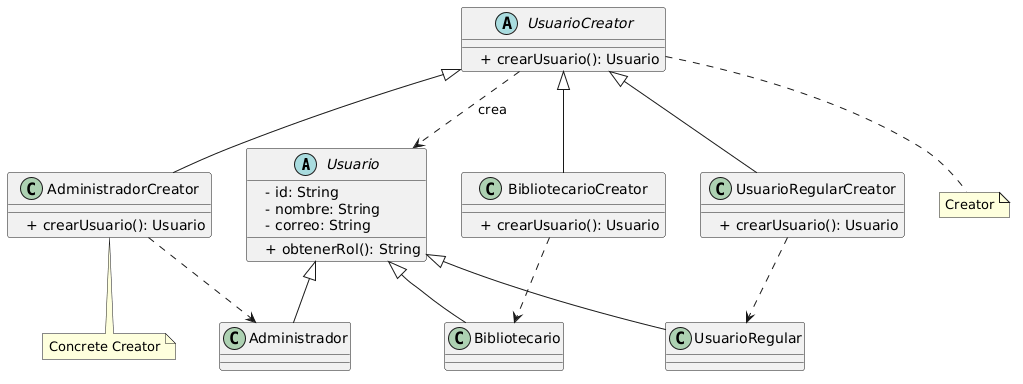 A UsuarioCreator
+ crearUsuario(): Usuario
crea
C AdministradorCreator
+ crearUsuario(): Usuario
A Usuario
- id: String
- nombre: String
- correo: String
+ obtenerRol(): String
C BibliotecarioCreator
+ crearUsuario(): Usuario
C UsuarioRegularCreator
+ crearUsuario(): Usuario
Creator
Concrete Creator
C Administrador
C Bibliotecario
C UsuarioRegular